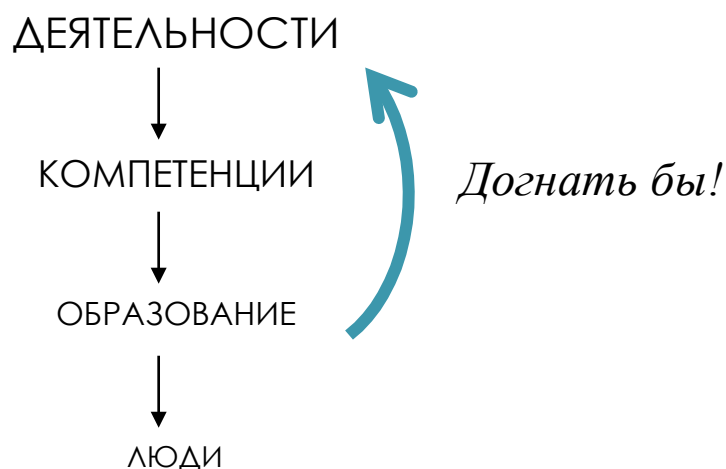 ДЕЯТЕЛЬНОСТИ
КОМПЕТЕНЦИИ
Догнать бы!
ОБРАЗОВАНИЕ
ЛЮДИ